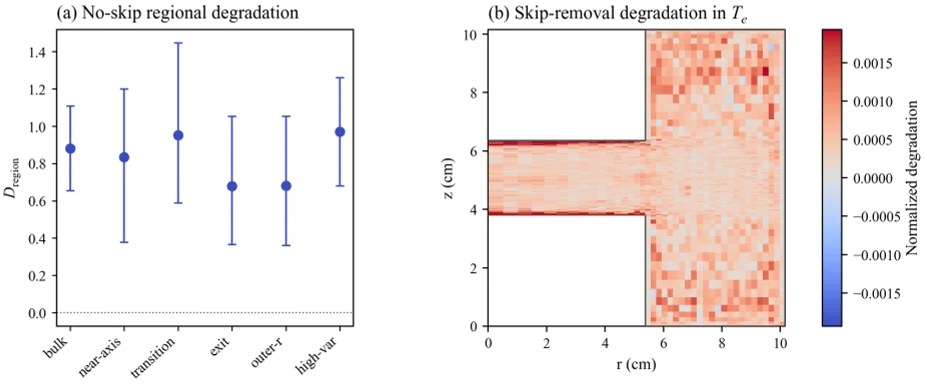 (a) No-skip regional degradation
1.4
1.2
1.0
0.8
0.6
0.4
0.2
0.0
D_region
bulk
near-axis
transition
exit
outer-r
high-var
(b) Skip-removal degradation in T_e
10
8
6
4
2
0
z (cm)
0 2 4 6 8 10
r (cm)
0.0015
0.0010
0.0005
0.0000
−0.0005
−0.0010
−0.0015
Normalized degradation